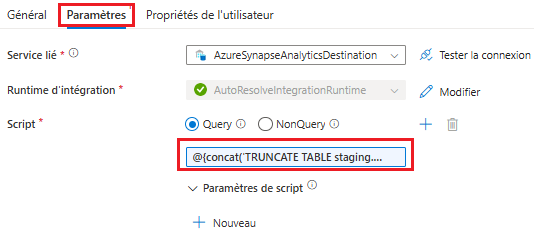 Général Paramètres Propriétés de l'utilisateur
Service lié * AzureSynapseAnalyticsDestination Tester la connexion
Runtime d'intégration * AutoResolveIntegrationRuntime Modifier
Script * Query NonQuery
@{concat('TRUNCATE TABLE staging....
Paramètres de script
Nouveau